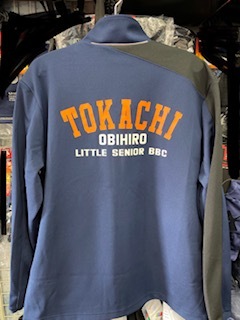 TOKACHI
OBIHIRO
LITTLE SENIOR BBC